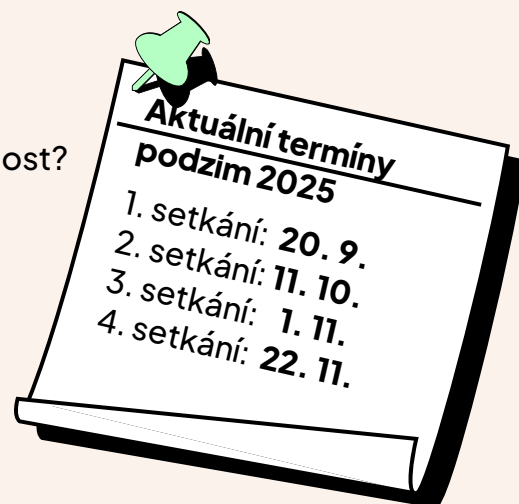 ost?
Aktuální termíny
podzim 2025
1. setkání: 20. 9.
2. setkání: 11. 10.
3. setkání: 1. 11.
4. setkání: 22. 11.